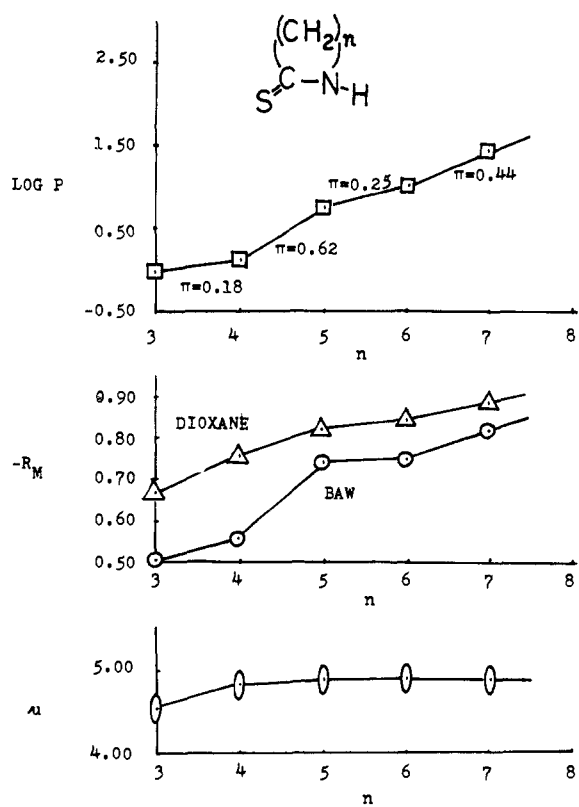 (CH2)n
S=C-N-H
2.50
1.50
LOG P
0.50
-0.50
π=0.18
π=0.62
π=0.25
π=0.44
3 4 5 6 7 8
n
0.90
0.80
-RM
0.70
0.60
0.50
DIOXANE
BAW
3 4 5 6 7 8
n
5.00
μ
4.00
3 4 5 6 7 8
n